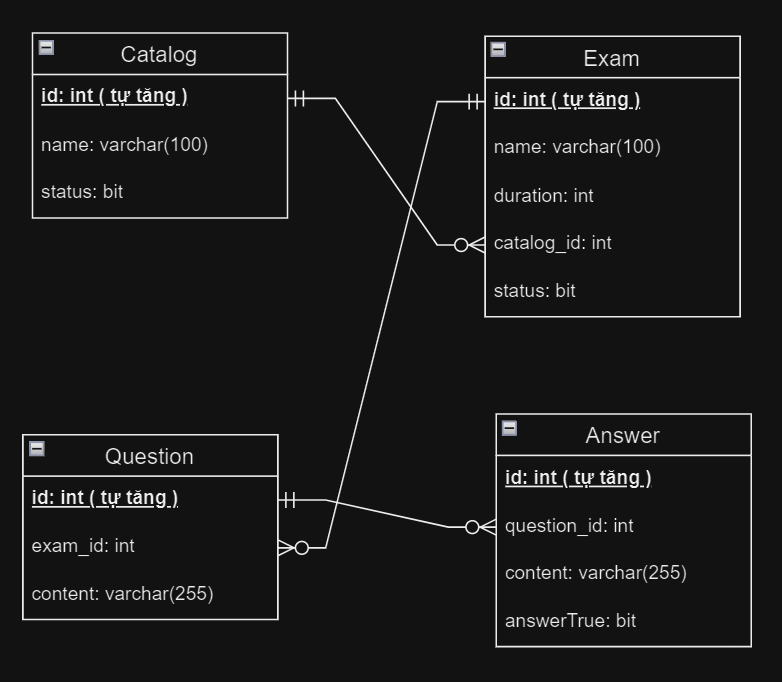 Catalog
id: int ( tự tăng )
name: varchar(100)
status: bit
Exam
id: int ( tự tăng )
name: varchar(100)
duration: int
catalog_id: int
status: bit
Question
id: int ( tự tăng )
exam_id: int
content: varchar(255)
Answer
id: int ( tự tăng )
question_id: int
content: varchar(255)
answerTrue: bit